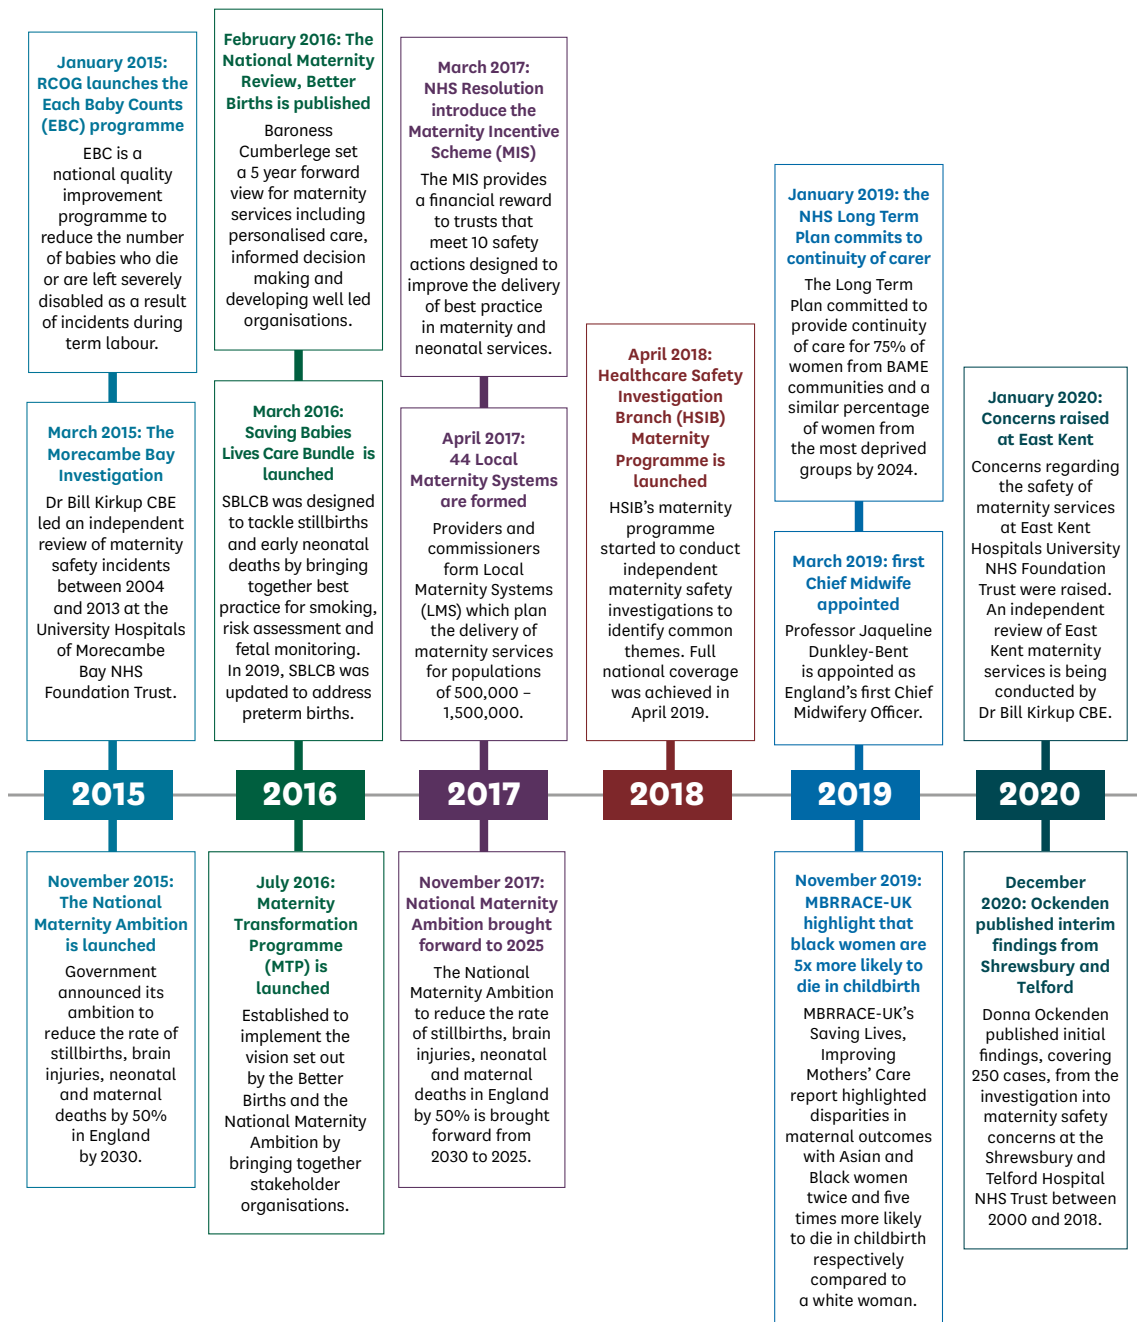 January 2015:
RCOG launches the
Each Baby Counts
(EBC) programme
EBC is a
national quality
improvement
programme to
reduce the number
of babies who die
or are left severely
disabled as a result
of incidents during
term labour.
March 2015: The
Morecambe Bay
Investigation
Dr Bill Kirkup CBE
led an independent
review of maternity
safety incidents
between 2004
and 2013 at the
University Hospitals
of Morecambe
Bay NHS
Foundation Trust.
2015
November 2015:
The National
Maternity Ambition
is launched
Government
announced its
ambition to
reduce the rate of
stillbirths, brain
injuries, neonatal
and maternal
deaths by 50%
in England
by 2030.
February 2016: The
National Maternity
Review, Better
Births is published
Baroness
Cumberlege set
a 5 year forward
view for maternity
services including
personalised care,
informed decision
making and
developing well led
organisations.
March 2016:
Saving Babies
Lives Care Bundle is
launched
SBLCB was designed
to tackle stillbirths
and early neonatal
deaths by bringing
together best
practice for smoking,
risk assessment and
fetal monitoring.
In 2019, SBLCB was
updated to address
preterm births.
2016
July 2016:
Maternity
Transformation
Programme
(MTP) is
launched
Established to
implement the
vision set out
by the Better
Births and the
National Maternity
Ambition by
bringing together
stakeholder
organisations.
March 2017:
NHS Resolution
introduce the
Maternity Incentive
Scheme (MIS)
The MIS provides
a financial reward
to trusts that
meet 10 safety
actions designed to
improve the delivery
of best practice
in maternity and
neonatal services.
April 2017:
44 Local
Maternity Systems
are formed
Providers and
commissioners
form Local
Maternity Systems
(LMS) which plan
the delivery of
maternity services
for populations
of 500,000 –
1,500,000.
2017
November 2017:
National Maternity
Ambition brought
forward to 2025
The National
Maternity Ambition
to reduce the rate
of stillbirths, brain
injuries, neonatal
and maternal
deaths in England
by 50% is brought
forward from
2030 to 2025.
April 2018:
Healthcare Safety
Investigation
Branch (HSIB)
Maternity
Programme is
launched
HSIB's maternity
programme
started to conduct
independent
maternity safety
investigations to
identify common
themes. Full
national coverage
was achieved in
April 2019.
2018
January 2019: the
NHS Long Term
Plan commits to
continuity of carer
The Long Term
Plan committed to
provide continuity
of care for 75% of
women from BAME
communities and a
similar percentage
of women from
the most deprived
groups by 2024.
March 2019: first
Chief Midwife
appointed
Professor Jaqueline
Dunkley-Bent
is appointed as
England's first Chief
Midwifery Officer.
2019
November 2019:
MBRRACE-UK
highlight that
black women are
5x more likely to
die in childbirth
MBRRACE-UK's
Saving Lives,
Improving
Mothers' Care
report highlighted
disparities in
maternal outcomes
with Asian and
Black women
twice and five
times more likely
to die in childbirth
respectively
compared to
a white woman.
January 2020:
Concerns raised
at East Kent
Concerns regarding
the safety of
maternity services
at East Kent
Hospitals University
NHS Foundation
Trust were raised.
An independent
review of East
Kent maternity
services is being
conducted by
Dr Bill Kirkup CBE.
2020
December
2020: Ockenden
published interim
findings from
Shrewsbury and
Telford
Donna Ockenden
published initial
findings, covering
250 cases, from the
investigation into
maternity safety
concerns at the
Shrewsbury and
Telford Hospital
NHS Trust between
2000 and 2018.